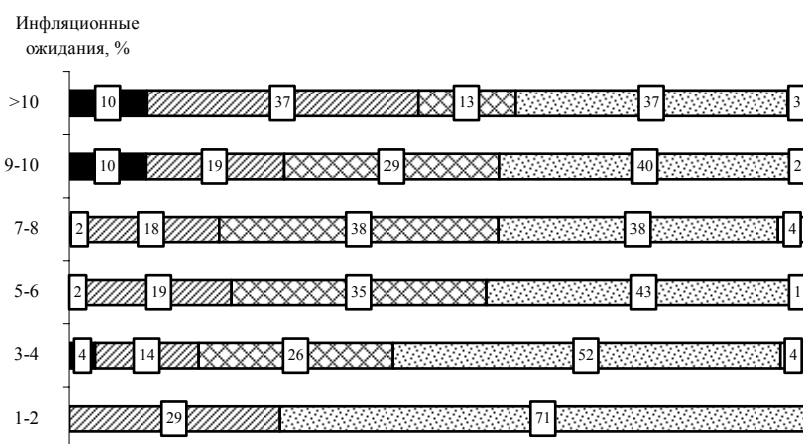 Инфляционные
ожидания, %
>10 10 37 13 37 3
9-10 10 19 29 40 2
7-8 2 18 38 38 4
5-6 2 19 35 43 1
3-4 4 14 26 52 4
1-2 29 71